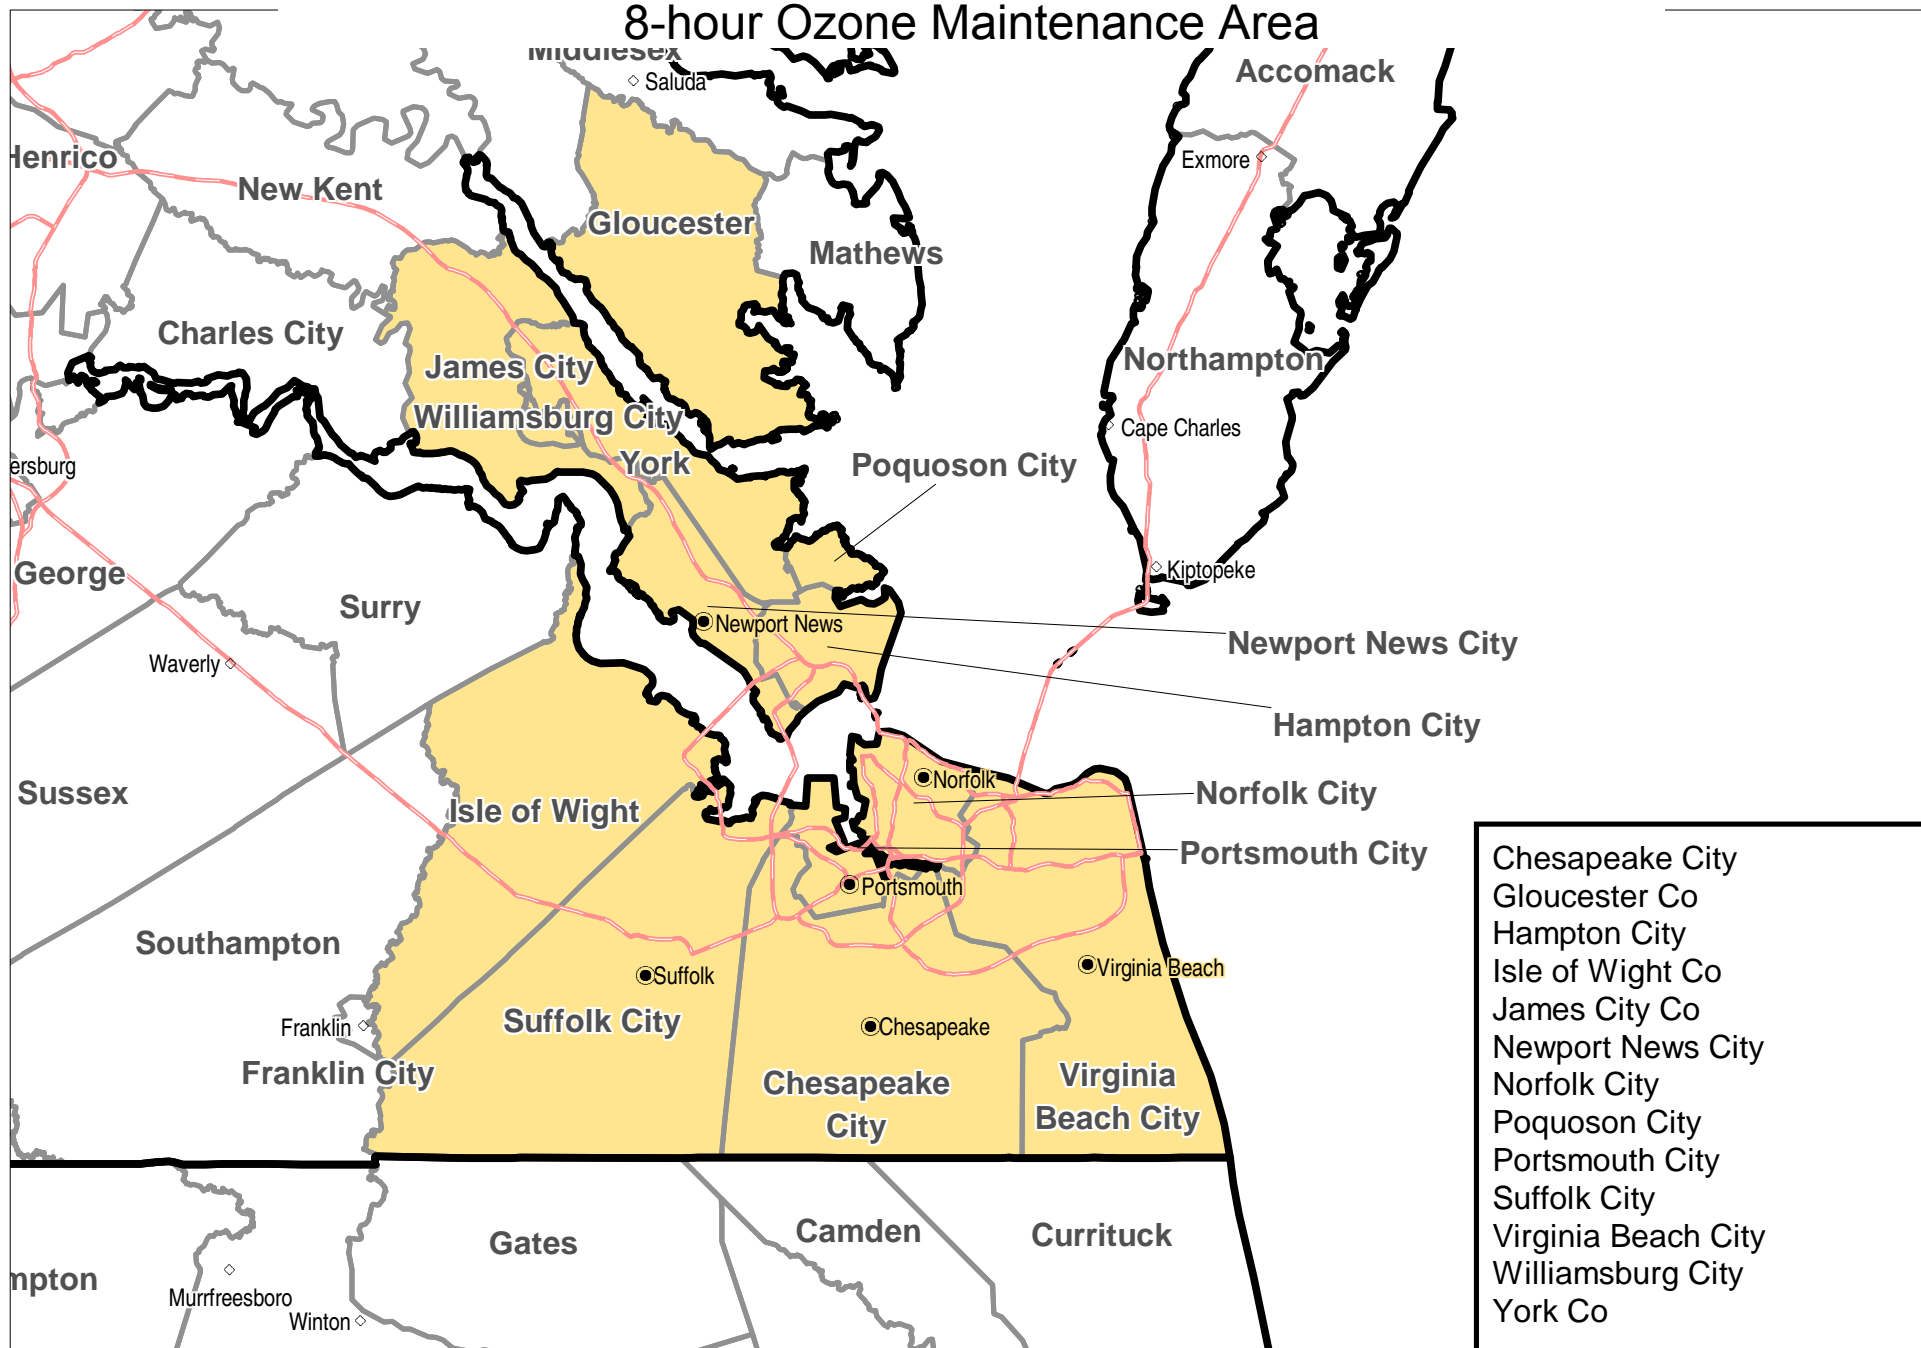 8-hour Ozone Maintenance Area
Middlesex
Saluda
Accomack
Henrico
Exmore
New Kent
Gloucester
Mathews
Charles City
Northampton
James City
Williamsburg City
Cape Charles
York
Poquoson City
ersburg
George
Kiptopeke
Surry
Newport News
Newport News City
Waverly
Hampton City
Norfolk
Sussex
Norfolk City
Isle of Wight
Portsmouth City
Portsmouth
Southampton
Suffolk
Virginia Beach
Suffolk City
Franklin
Chesapeake
Franklin City
Chesapeake
City
Virginia
Beach City
Gates
Camden
Currituck
mpton
Murrfreesboro
Winton
Chesapeake City
Gloucester Co
Hampton City
Isle of Wight Co
James City Co
Newport News City
Norfolk City
Poquoson City
Portsmouth City
Suffolk City
Virginia Beach City
Williamsburg City
York Co